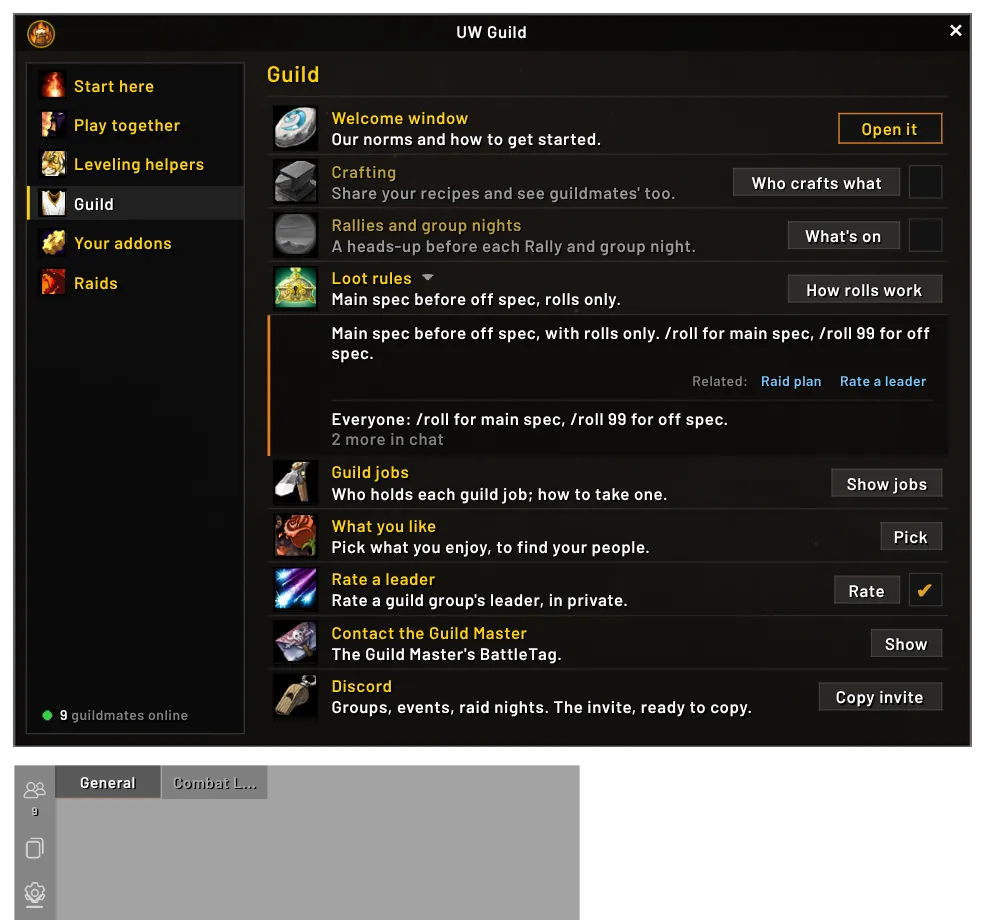 UW Guild
Start here
Play together
Leveling helpers
Guild
Your addons
Raids
9 guildmates online
Guild
Welcome window
Our norms and how to get started.
Open it
Crafting
Share your recipes and see guildmates' too.
Who crafts what
Rallies and group nights
A heads-up before each Rally and group night.
What's on
Loot rules
Main spec before off spec, rolls only.
How rolls work
Main spec before off spec, with rolls only. /roll for main spec, /roll 99 for off
spec.
Related: Raid plan Rate a leader
Everyone: /roll for main spec, /roll 99 for off spec.
2 more in chat
Guild jobs
Who holds each guild job; how to take one.
Show jobs
What you like
Pick what you enjoy, to find your people.
Pick
Rate a leader
Rate a guild group's leader, in private.
Rate
Contact the Guild Master
The Guild Master's BattleTag.
Show
Discord
Groups, events, raid nights. The invite, ready to copy.
Copy invite
General
Combat L...
9